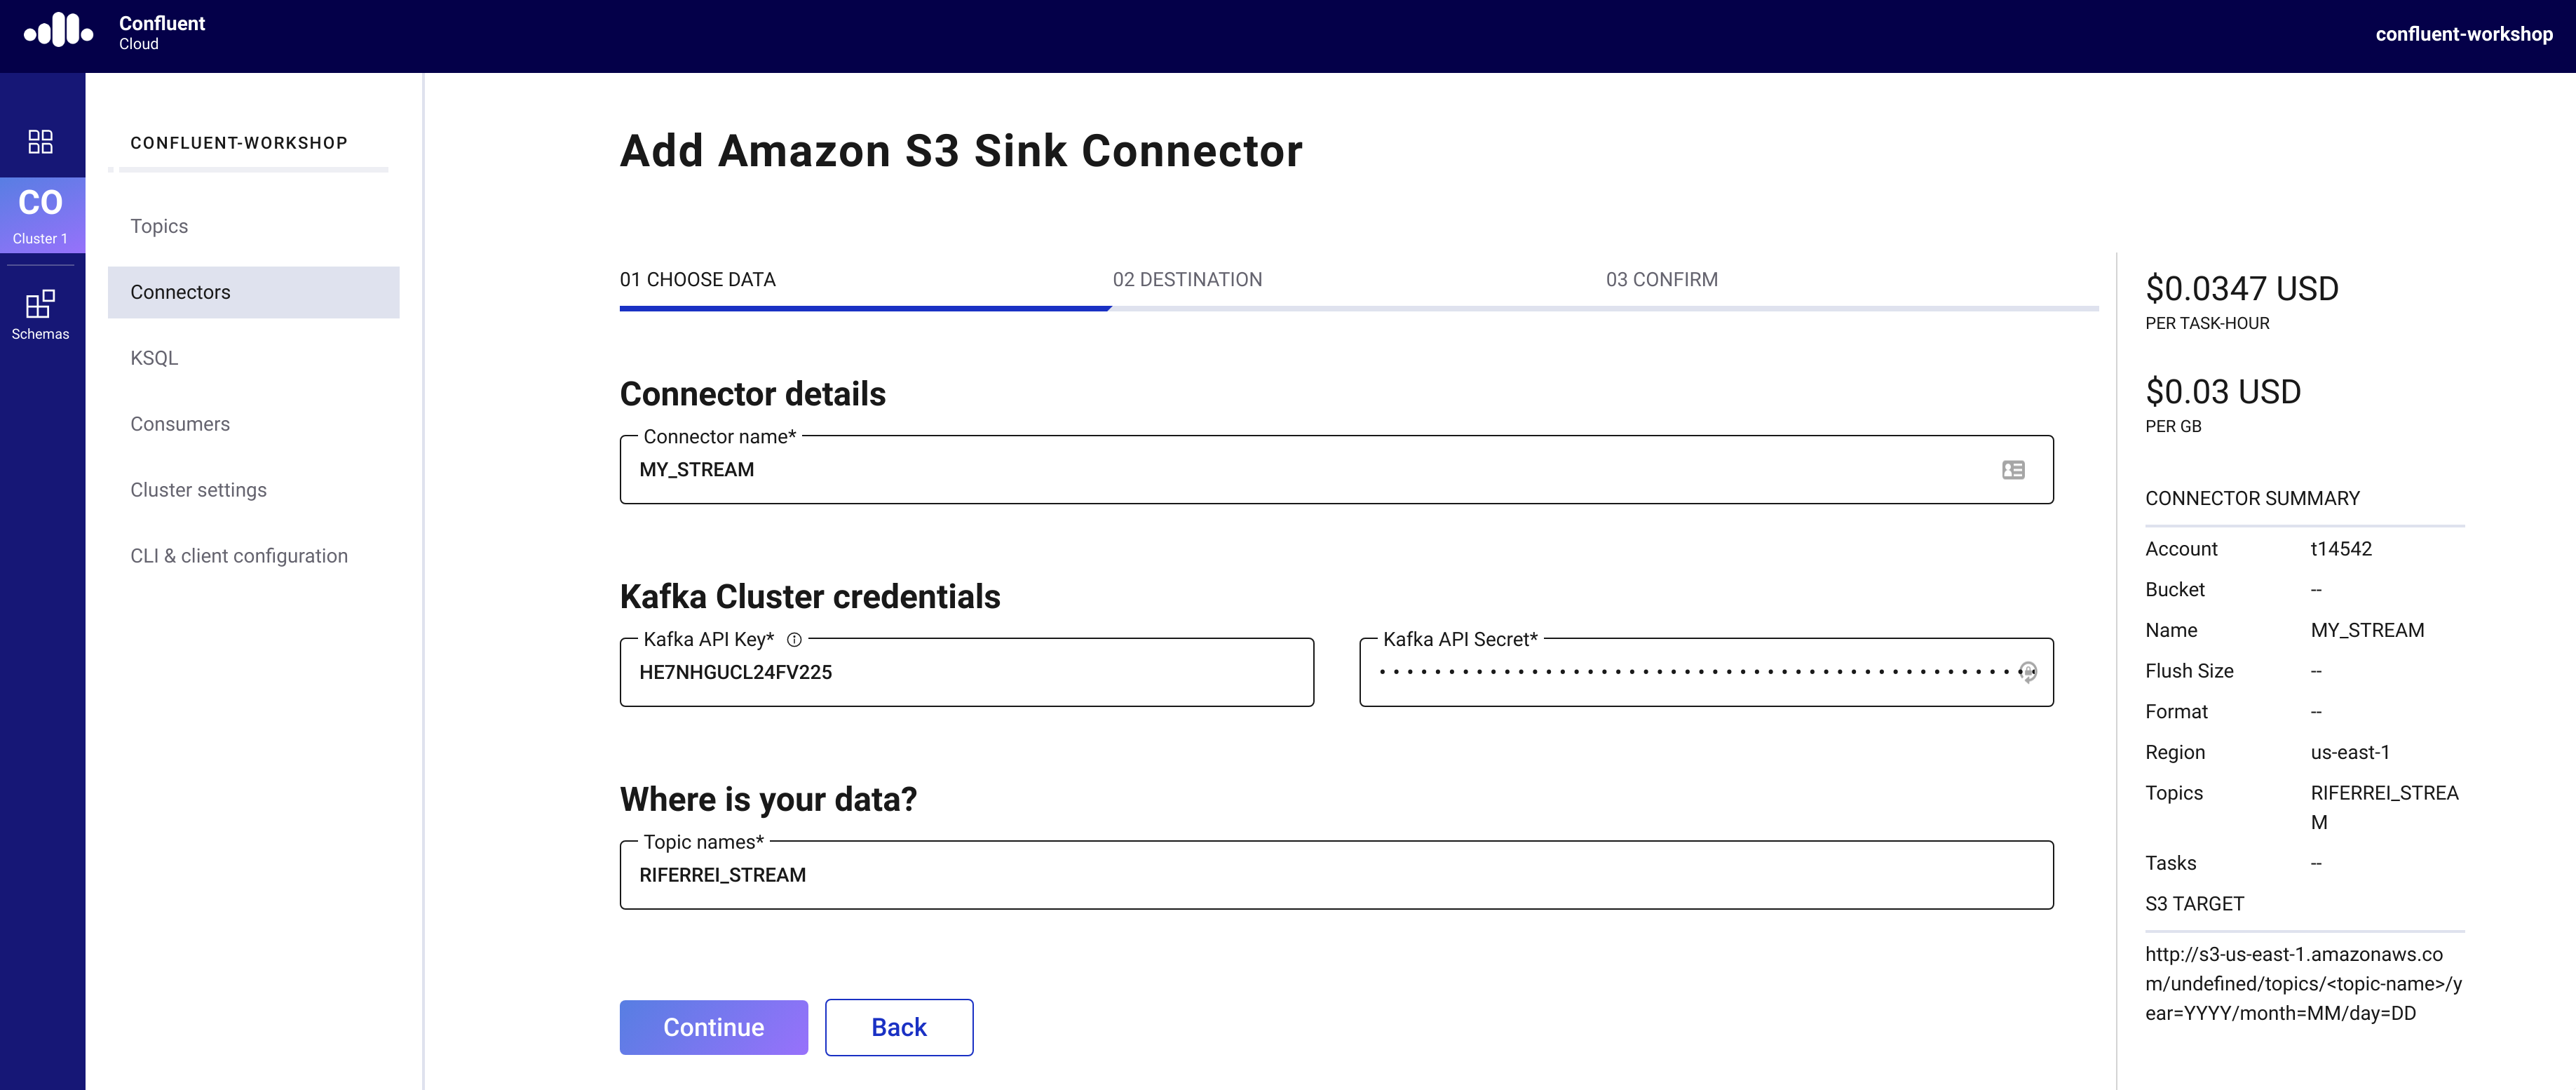 Confluent
Cloud
confluent-workshop
CO
Cluster 1
Schemas
CONFLUENT-WORKSHOP
Topics
Connectors
KSQL
Consumers
Cluster settings
CLI & client configuration
Add Amazon S3 Sink Connector
01 CHOOSE DATA
02 DESTINATION
03 CONFIRM
Connector details
Connector name*
MY_STREAM
Kafka Cluster credentials
Kafka API Key*
HE7NHGUCL24FV225
Kafka API Secret*
Where is your data?
Topic names*
RIFERREI_STREAM
Continue
Back
$0.0347 USD
PER TASK-HOUR
$0.03 USD
PER GB
CONNECTOR SUMMARY
Account t14542
Bucket --
Name MY_STREAM
Flush Size --
Format --
Region us-east-1
Topics RIFERREI_STREA
M
Tasks --
S3 TARGET
http://s3-us-east-1.amazonaws.co
m/undefined/topics/<topic-name>/y
ear=YYYY/month=MM/day=DD